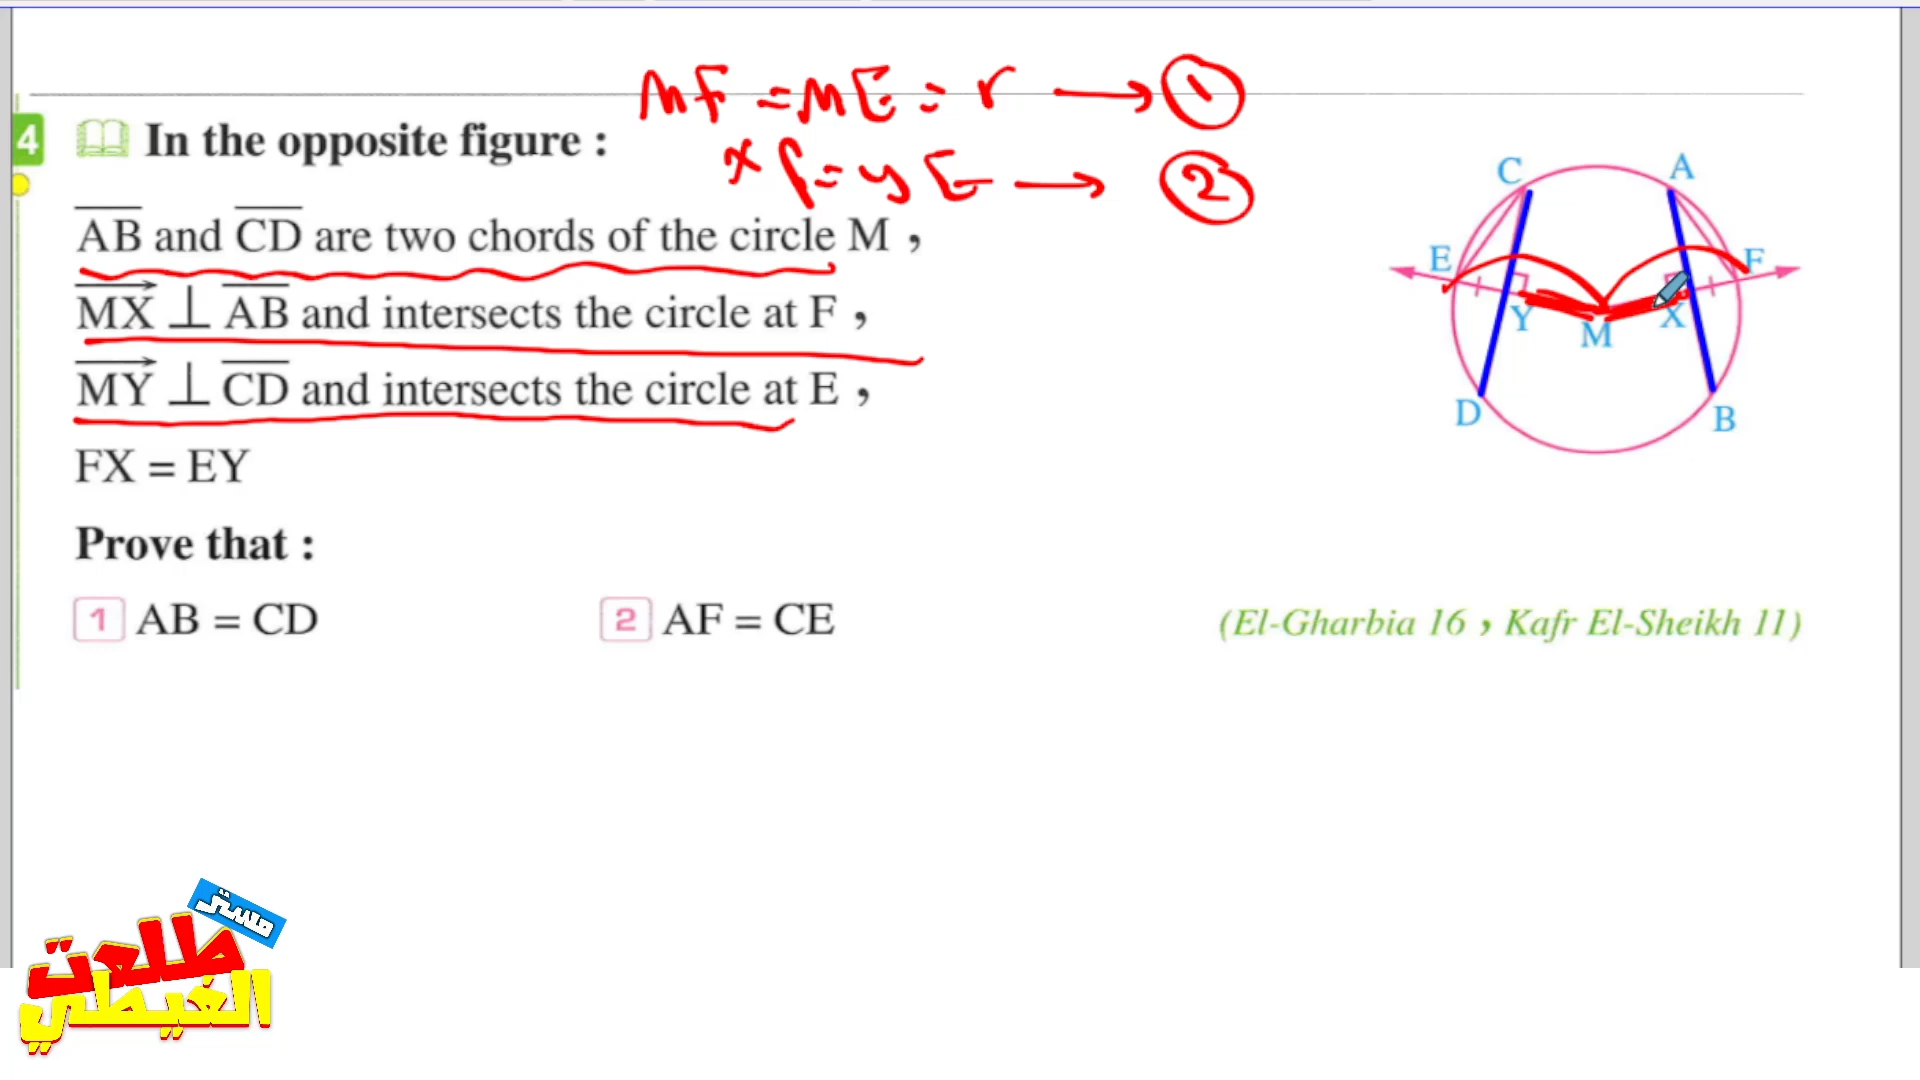 MF = ME = r → 1
XF = YE → 2
4 In the opposite figure :
AB and CD are two chords of the circle M ,
MX ⊥ AB and intersects the circle at F ,
MY ⊥ CD and intersects the circle at E ,
FX = EY
Prove that :
1 AB = CD 2 AF = CE (El-Gharbia 16 , Kafr El-Sheikh 11)
C A
E F
Y M X
D B
مستر
طلعت
الغيطي